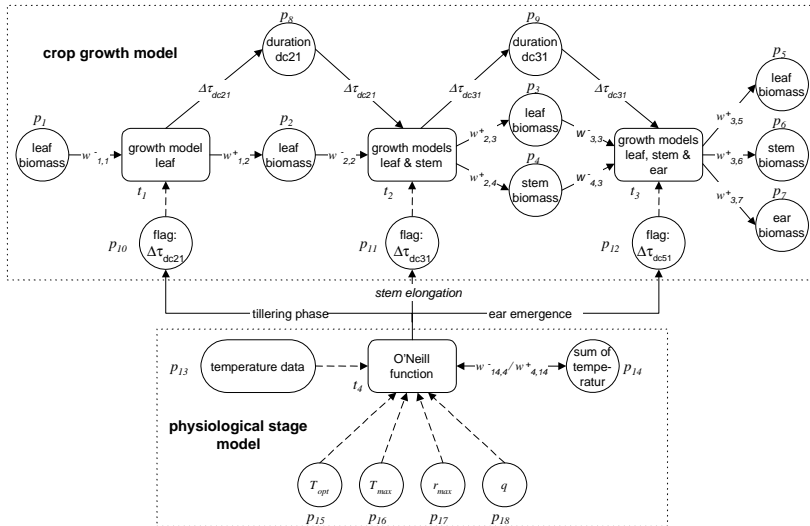 p8
p9
crop growth model
duration
dc21
duration
dc31
p5
leaf
biomass
Δτdc21
Δτdc21
Δτdc31
Δτdc31
p3
p1
p2
leaf
biomass
w+3,5
p6
leaf
biomass
w-1,1
growth model
leaf
w+1,2
leaf
biomass
w-2,2
growth models
leaf & stem
w+2,3
w-3,3
growth models
leaf, stem &
ear
w+3,6
stem
biomass
p4
w+2,4
stem
biomass
w-4,3
w+3,7
p7
t1
t2
t3
ear
biomass
p10
flag:
Δτdc21
p11
flag:
Δτdc31
p12
flag:
Δτdc51
stem elongation
tillering phase
ear emergence
p13
temperature data
O'Neill
function
t4
w-14,4/w+4,14
sum of
tempe-
ratur
p14
physiological stage
model
Topt
Tmax
rmax
q
p15
p16
p17
p18